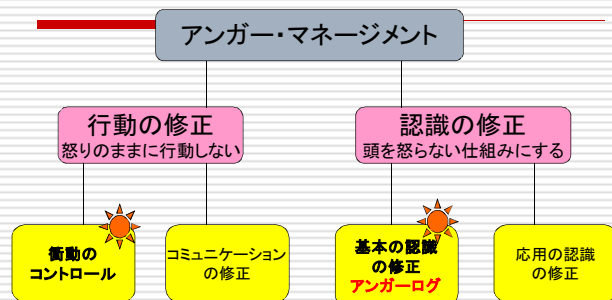 アンガー・マネージメント
行動の修正
怒りのままに行動しない
認識の修正
頭を怒らない仕組みにする
衝動の
コントロール
コミュニケーション
の修正
基本の認識
の修正
アンガーログ
応用の認識
の修正